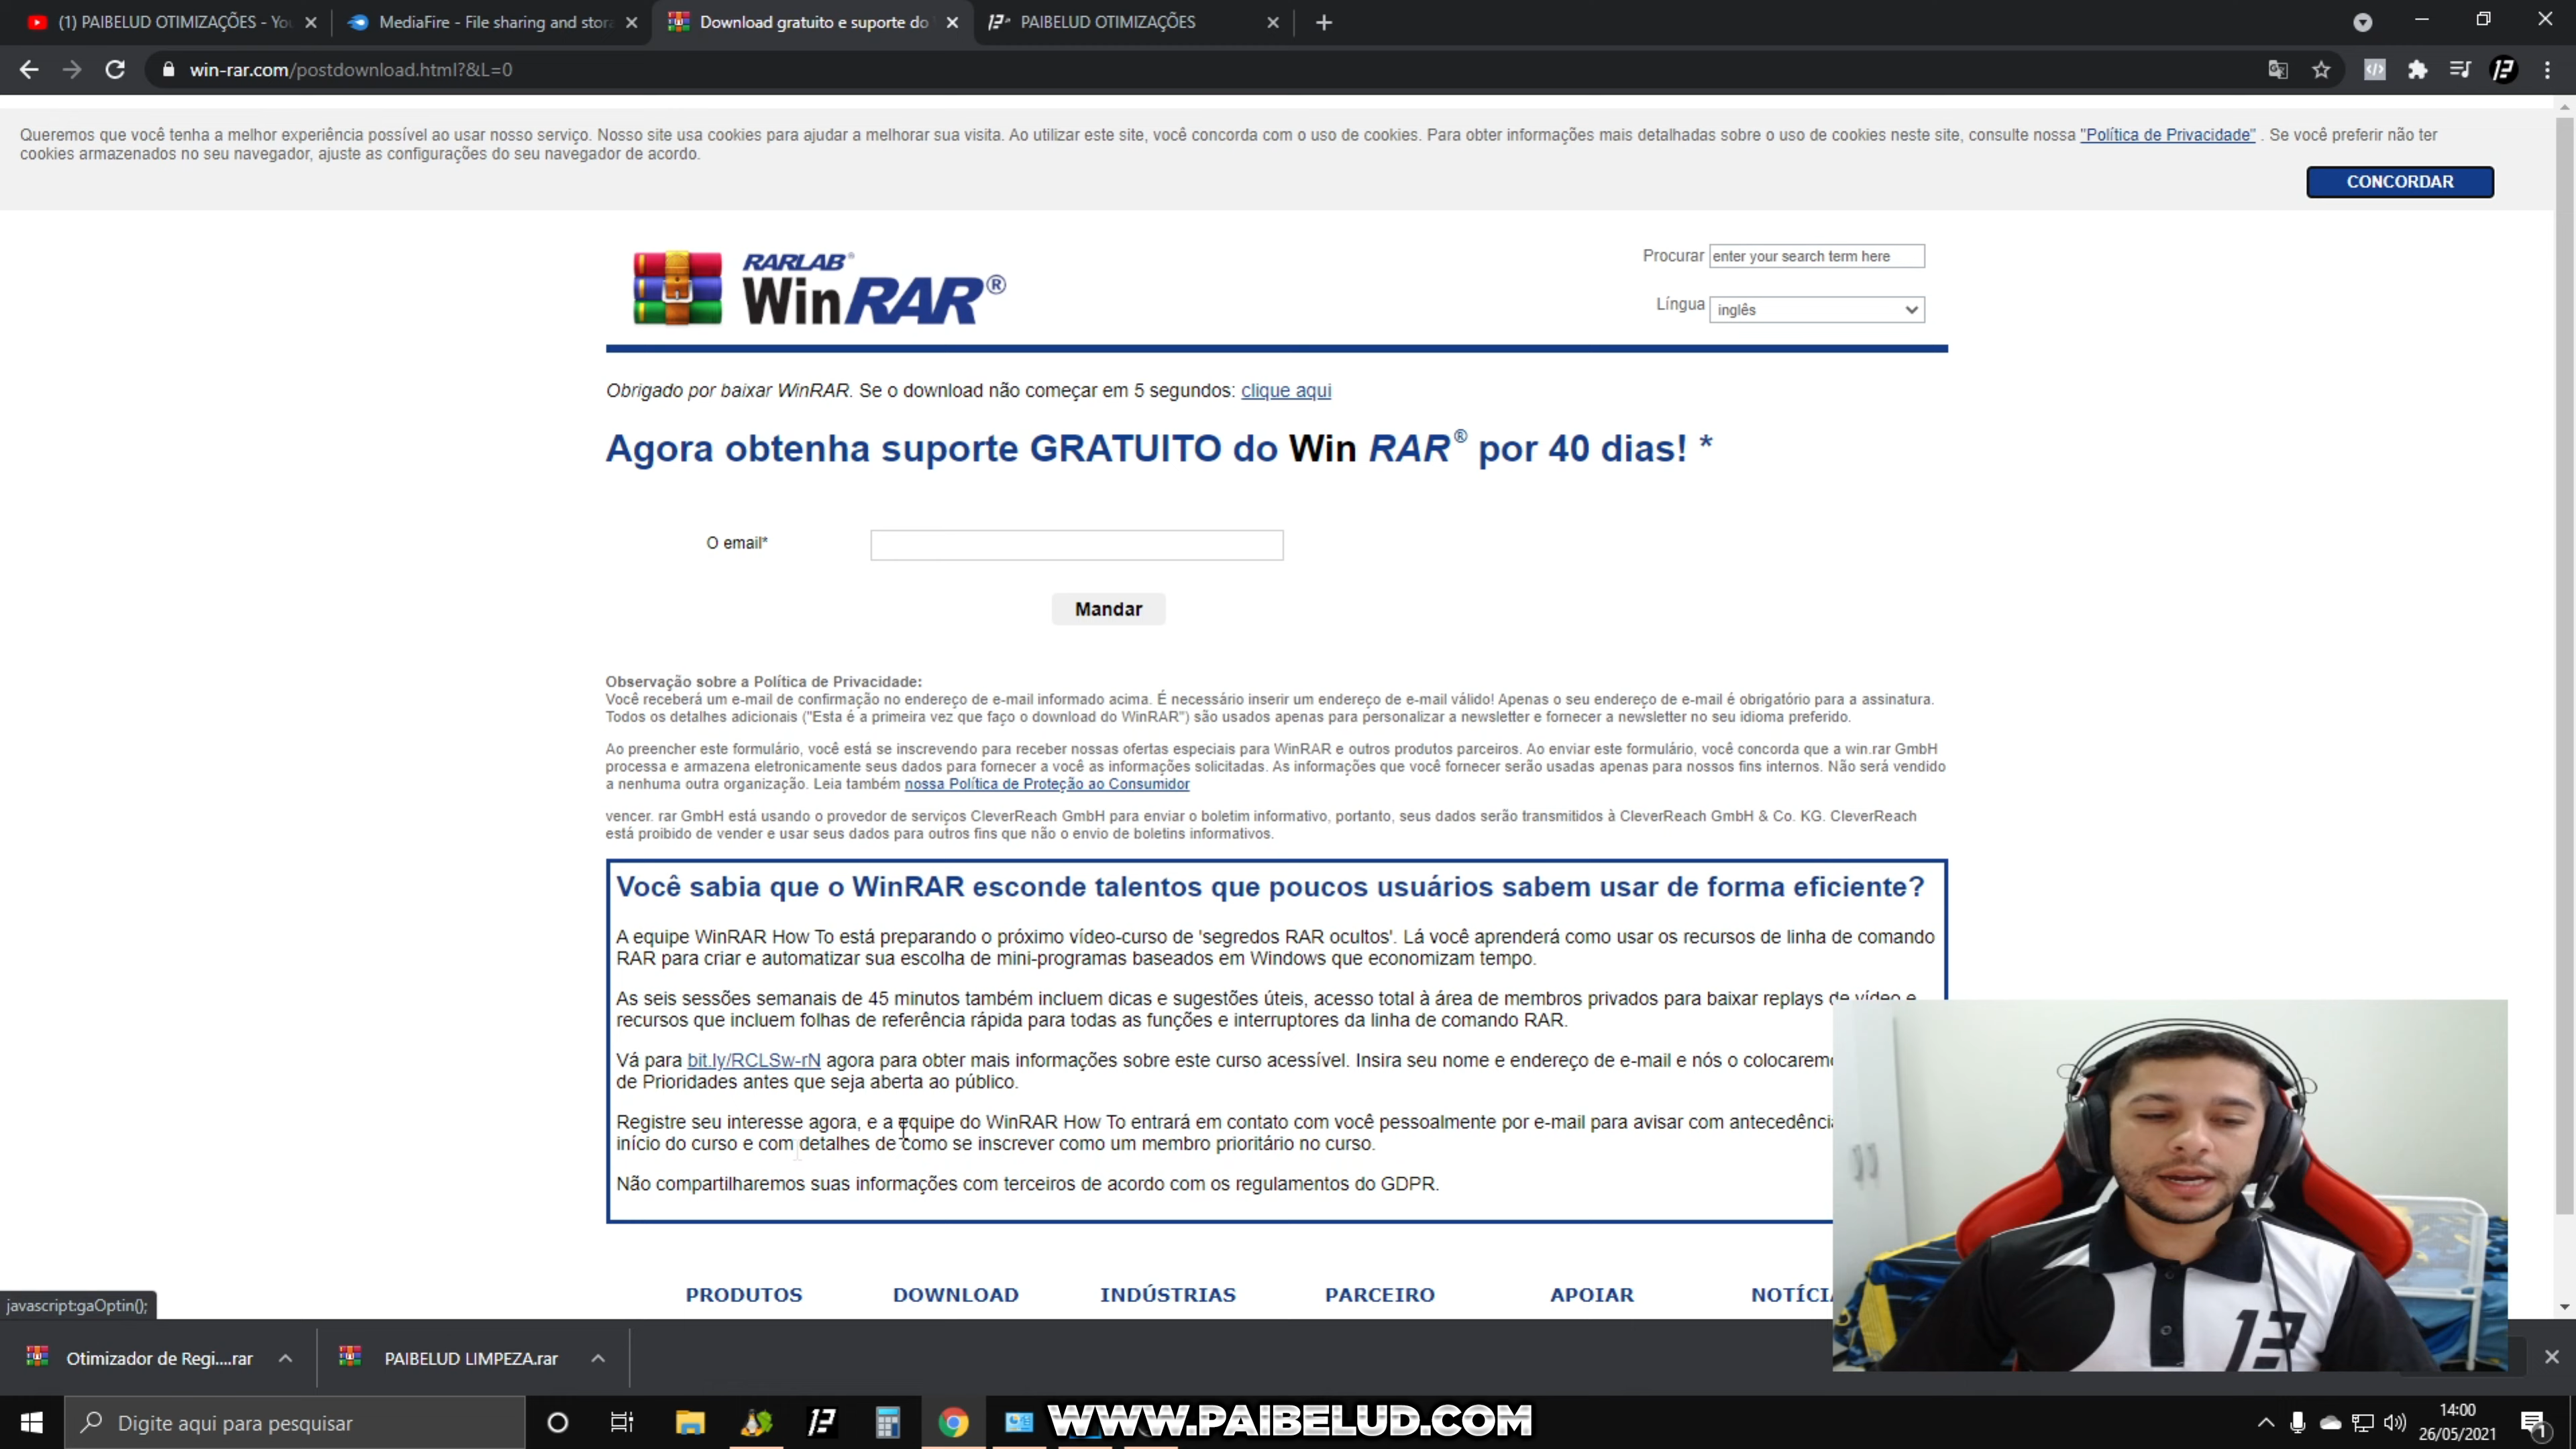 (1) PAIBELUD OTIMIZAÇÕES - You
MediaFire - File sharing and stora
Download gratuito e suporte do
PAIBELUD OTIMIZAÇÕES
win-rar.com/postdownload.html?&L=0
Queremos que você tenha a melhor experiência possível ao usar nosso serviço. Nosso site usa cookies para ajudar a melhorar sua visita. Ao utilizar este site, você concorda com o uso de cookies. Para obter informações mais detalhadas sobre o uso de cookies neste site, consulte nossa "Política de Privacidade" . Se você preferir não ter
cookies armazenados no seu navegador, ajuste as configurações do seu navegador de acordo.
CONCORDAR
RARLAB®
WinRAR®
Procurar enter your search term here
Língua inglês
Obrigado por baixar WinRAR. Se o download não começar em 5 segundos: clique aqui
Agora obtenha suporte GRATUITO do Win RAR® por 40 dias! *
O email*
Mandar
Observação sobre a Política de Privacidade:
Você receberá um e-mail de confirmação no endereço de e-mail informado acima. É necessário inserir um endereço de e-mail válido! Apenas o seu endereço de e-mail é obrigatório para a assinatura.
Todos os detalhes adicionais ("Esta é a primeira vez que faço o download do WinRAR") são usados apenas para personalizar a newsletter e fornecer a newsletter no seu idioma preferido.
Ao preencher este formulário, você está se inscrevendo para receber nossas ofertas especiais para WinRAR e outros produtos parceiros. Ao enviar este formulário, você concorda que a win.rar GmbH
processa e armazena eletronicamente seus dados para fornecer a você as informações solicitadas. As informações que você fornecer serão usadas apenas para nossos fins internos. Não será vendido
a nenhuma outra organização. Leia também nossa Política de Proteção ao Consumidor
vencer. rar GmbH está usando o provedor de serviços CleverReach GmbH para enviar o boletim informativo, portanto, seus dados serão transmitidos à CleverReach GmbH & Co. KG. CleverReach
está proibido de vender e usar seus dados para outros fins que não o envio de boletins informativos.
Você sabia que o WinRAR esconde talentos que poucos usuários sabem usar de forma eficiente?
A equipe WinRAR How To está preparando o próximo vídeo-curso de 'segredos RAR ocultos'. Lá você aprenderá como usar os recursos de linha de comando
RAR para criar e automatizar sua escolha de mini-programas baseados em Windows que economizam tempo.
As seis sessões semanais de 45 minutos também incluem dicas e sugestões úteis, acesso total à área de membros privados para baixar replays de vídeo e
recursos que incluem folhas de referência rápida para todas as funções e interruptores da linha de comando RAR.
Vá para bit.ly/RCLSw-rN agora para obter mais informações sobre este curso acessível. Insira seu nome e endereço de e-mail e nós o colocaremo
de Prioridades antes que seja aberta ao público.
Registre seu interesse agora, e a equipe do WinRAR How To entrará em contato com você pessoalmente por e-mail para avisar com antecedência
início do curso e com detalhes de como se inscrever como um membro prioritário no curso.
Não compartilharemos suas informações com terceiros de acordo com os regulamentos do GDPR.
PRODUTOS DOWNLOAD INDÚSTRIAS PARCEIRO APOIAR NOTÍCIA
javascript:gaOptin();
Otimizador de Regi....rar
PAIBELUD LIMPEZA.rar
Digite aqui para pesquisar
WWW.PAIBELUD.COM
14:00
26/05/2021
1